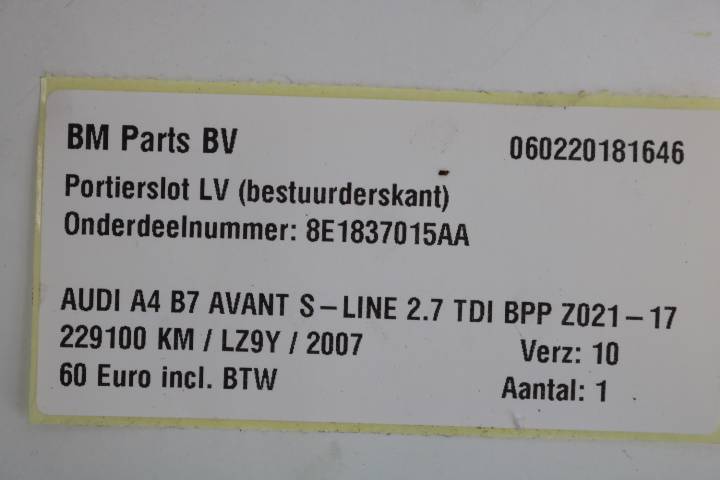 BM Parts BV 060220181646
Portierslot LV (bestuurderskant)
Onderdeelnummer: 8E1837015AA
AUDI A4 B7 AVANT S-LINE 2.7 TDI BPP Z021-17
229100 KM / LZ9Y / 2007 Verz: 10
60 Euro incl. BTW Aantal: 1